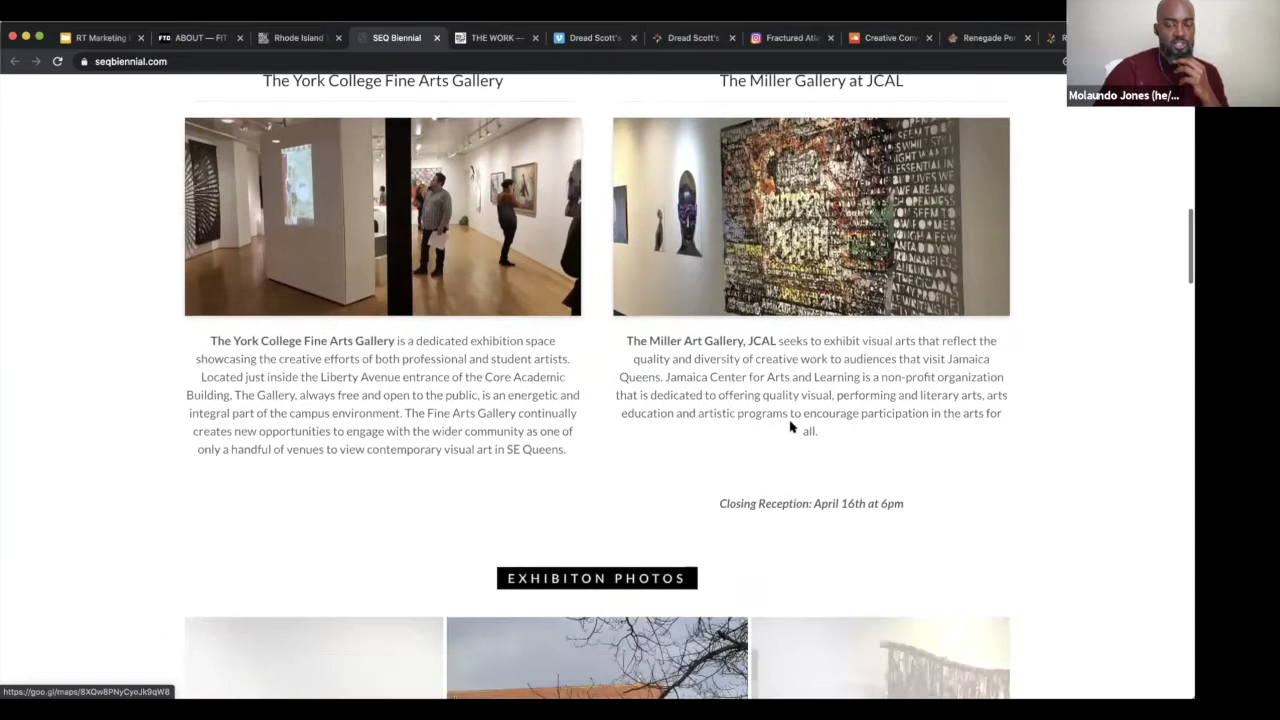 RT Marketing
FTC ABOUT — FIT
Rhode Island
SEQ Biennial
THE WORK —
Dread Scott's
Dread Scott's
Fractured Atl
Creative Con
Renegade Per
seqbiennial.com
Molaundo Jones (he/...
The York College Fine Arts Gallery
The Miller Gallery at JCAL
The York College Fine Arts Gallery is a dedicated exhibition space
showcasing the creative efforts of both professional and student artists.
Located just inside the Liberty Avenue entrance of the Core Academic
Building, The Gallery, always free and open to the public, is an energetic and
integral part of the campus environment. The Fine Arts Gallery continually
creates new opportunities to engage with the wider community as one of
only a handful of venues to view contemporary visual art in SE Queens.
The Miller Art Gallery, JCAL seeks to exhibit visual arts that reflect the
quality and diversity of creative work to audiences that visit Jamaica
Queens. Jamaica Center for Arts and Learning is a non-profit organization
that is dedicated to offering quality visual, performing and literary arts, arts
education and artistic programs to encourage participation in the arts for
all.
Closing Reception: April 16th at 6pm
EXHIBITON PHOTOS
https://goo.gl/maps/8XQw8PNyCyoJk9qW8